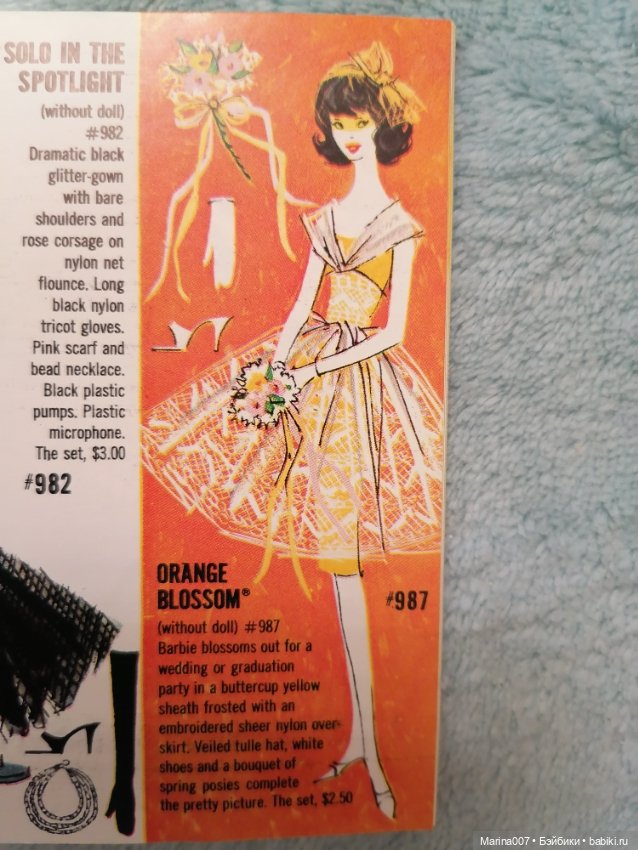 SOLO IN THE
SPOTLIGHT
(without doll)
#982
Dramatic black
glitter-gown
with bare
shoulders and
rose corsage on
nylon net
flounce. Long
black nylon
tricot gloves.
Pink scarf and
bead necklace.
Black plastic
pumps. Plastic
microphone.
The set, $3.00
#982
ORANGE
BLOSSOM®
#987
(without doll) #987
Barbie blossoms out for a
wedding or graduation
party in a buttercup yellow
sheath frosted with an
embroidered sheer nylon over-
skirt. Veiled tulle hat, white
shoes and a bouquet of
spring posies complete
the pretty picture. The set, $2.50
Marina007 • Бэйбики • babiki.ru